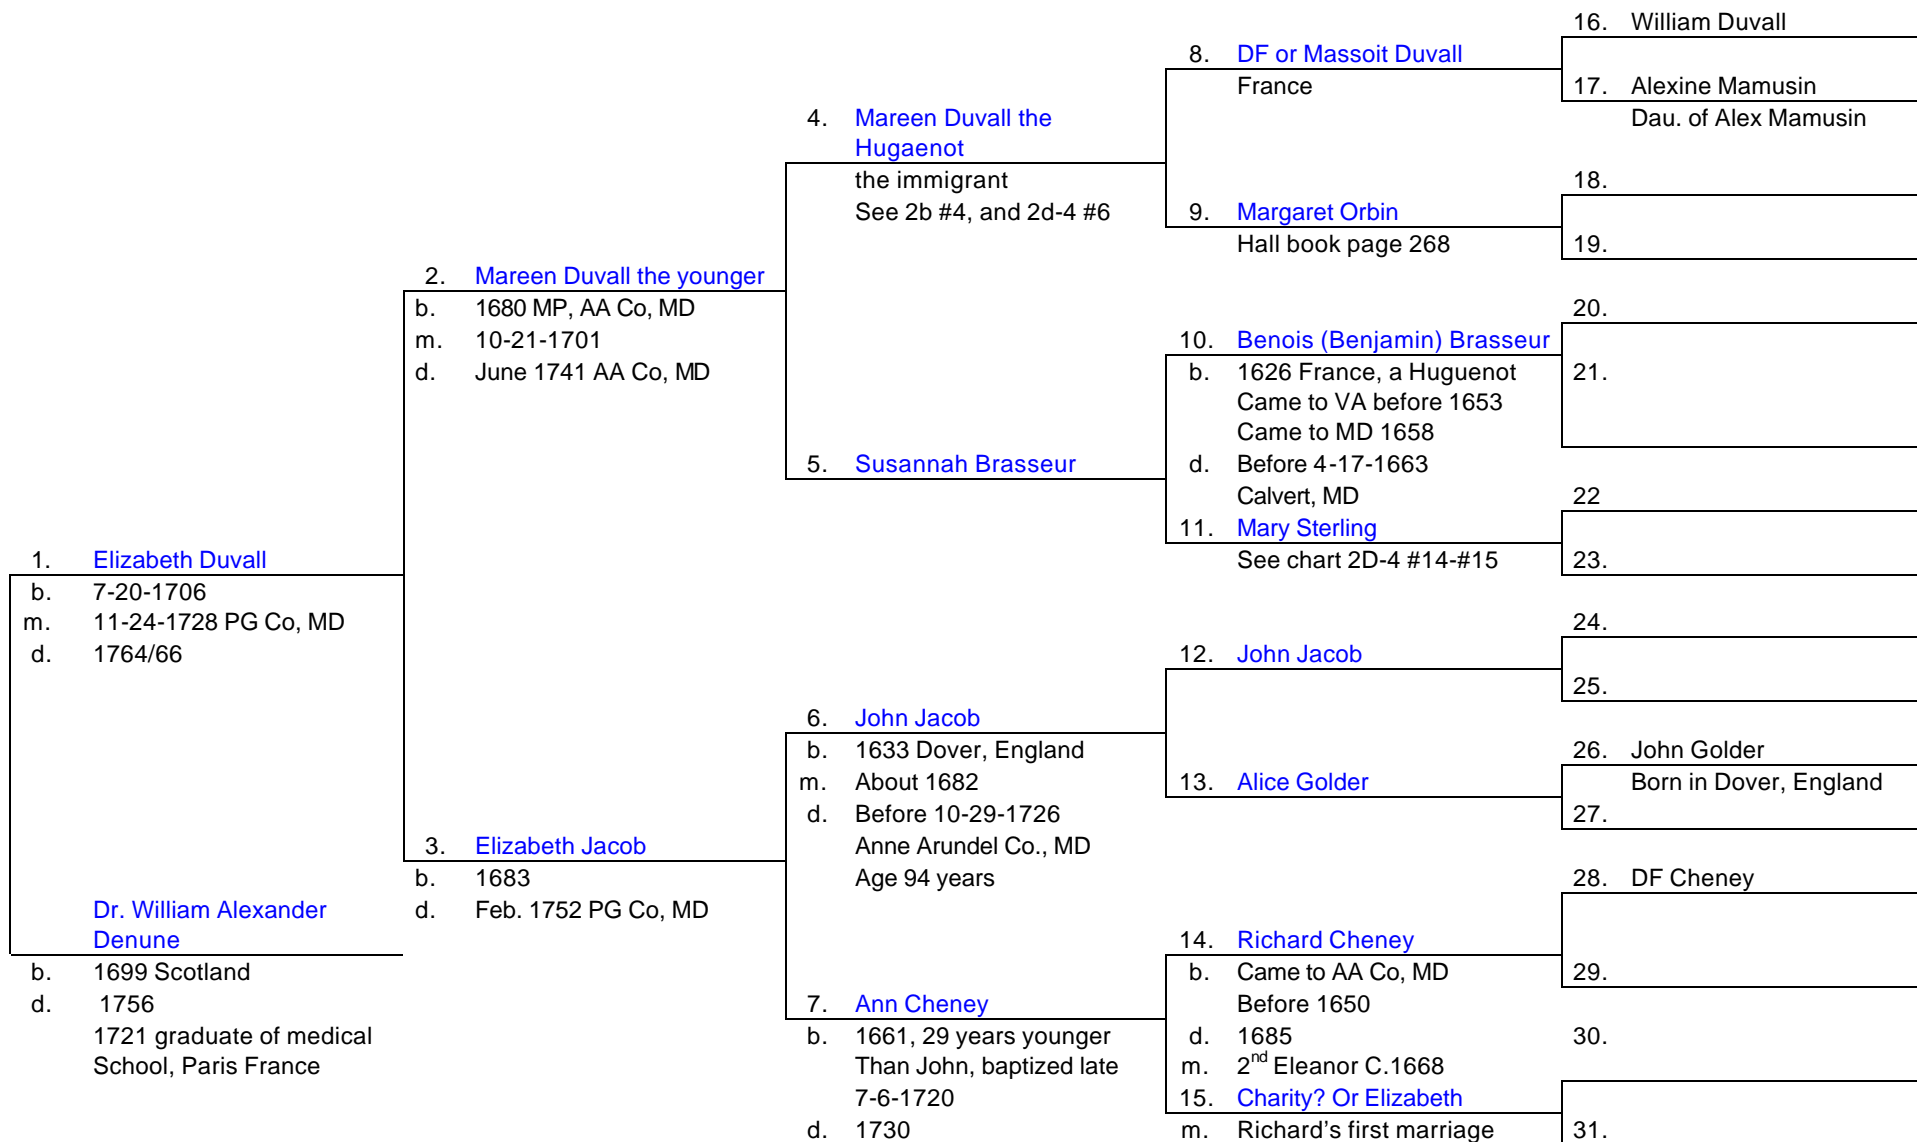 1. Elizabeth Duvall
b. 7-20-1706
m. 11-24-1728 PG Co, MD
d. 1764/66
Dr. William Alexander
Denune
b. 1699 Scotland
d. 1756
1721 graduate of medical
School, Paris France
2. Mareen Duvall the younger
b. 1680 MP, AA Co, MD
m. 10-21-1701
d. June 1741 AA Co, MD
3. Elizabeth Jacob
b. 1683
d. Feb. 1752 PG Co, MD
4. Mareen Duvall the
Hugaenot
the immigrant
See 2b #4, and 2d-4 #6
5. Susannah Brasseur
6. John Jacob
b. 1633 Dover, England
m. About 1682
d. Before 10-29-1726
Anne Arundel Co., MD
Age 94 years
7. Ann Cheney
b. 1661, 29 years younger
Than John, baptized late
7-6-1720
d. 1730
8. DF or Massoit Duvall
France
9. Margaret Orbin
Hall book page 268
10. Benois (Benjamin) Brasseur
b. 1626 France, a Huguenot
Came to VA before 1653
Came to MD 1658
d. Before 4-17-1663
Calvert, MD
11. Mary Sterling
See chart 2D-4 #14-#15
12. John Jacob
13. Alice Golder
14. Richard Cheney
b. Came to AA Co, MD
Before 1650
d. 1685
m. 2nd Eleanor C.1668
15. Charity? Or Elizabeth
m. Richard's first marriage
16. William Duvall
17. Alexine Mamusin
Dau. of Alex Mamusin
18.
19.
20.
21.
22
23.
24.
25.
26. John Golder
Born in Dover, England
27.
28. DF Cheney
29.
30.
31.